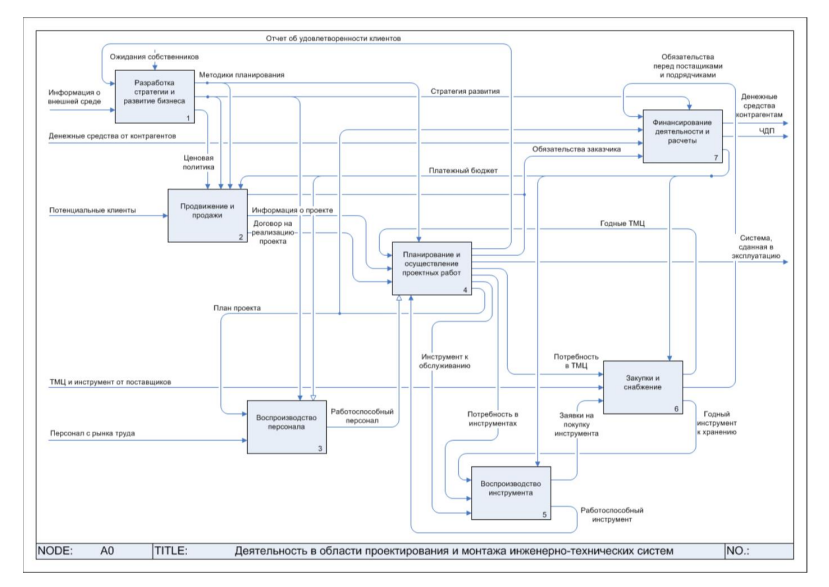 Отчет об удовлетворенности клиентов
Ожидания собственников
Обязательства
перед постащиками
и подрядчиками
Методики планирования
Разработка
стратегии и
развитие бизнеса
1
Информация о
внешней среде
Стратегия развития
Денежные
средства
контрагентам
Финансирование
деятельности и
расчеты
7
ЧДП
Денежные средства от контрагентов
Обязательства заказчика
Ценовая
политика
Платежный бюджет
Продвижение и
продажи
2
Потенциальные клиенты
Информация о проекте
Договор на
реализацию
проекта
Годные ТМЦ
Система,
сданная в
эксплуатацию
Планирование и
осуществление
проектных работ
4
План проекта
Инструмент к
обслуживанию
Потребность
в ТМЦ
Закупки и
снабжение
6
ТМЦ и инструмент от поставщиков
Воспроизводство
персонала
3
Работоспособный
персонал
Потребность в
инструментах
Заявки на
покупку
инструмента
Годный
инструмент
к хранению
Персонал с рынка труда
Воспроизводство
инструмента
5
Работоспособный
инструмент
NODE: A0 TITLE: Деятельность в области проектирования и монтажа инженерно-технических систем NO.: